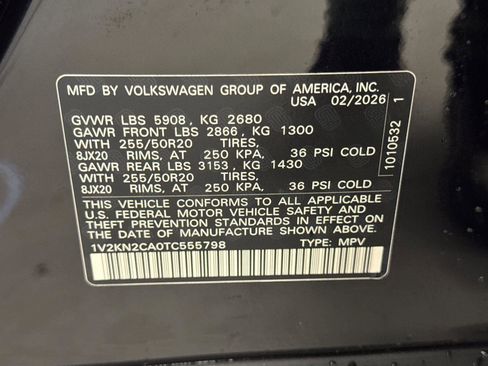 MFD BY VOLKSWAGEN GROUP OF AMERICA, INC.
USA 02/2026
GVWR LBS 5908, KG 2680
GAWR FRONT LBS 2866, KG 1300
WITH 255/50R20 TIRES,
8JX20 RIMS, AT 250 KPA, 36 PSI COLD
GAWR REAR LBS 3153, KG 1430
WITH 255/50R20 TIRES,
8JX20 RIMS, AT 250 KPA, 36 PSI COLD
THIS VEHICLE CONFORMS TO ALL APPLICABLE
U.S. FEDERAL MOTOR VEHICLE SAFETY AND
THEFT PREVENTION STANDARDS IN EFFECT ON
THE DATE OF MANUFACTURE SHOWN ABOVE.
1V2KN2CA0TC555798 TYPE: MPV
1010532 1